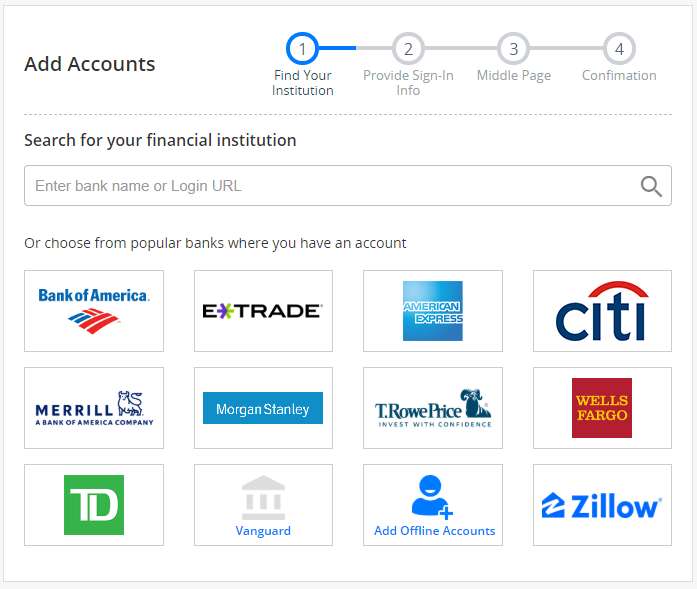 Add Accounts
1
2
3
4
Find Your
Institution
Provide Sign-In
Info
Middle Page
Confimation
Search for your financial institution
Enter bank name or Login URL
Or choose from popular banks where you have an account
Bank of America
E*TRADE
AMERICAN
EXPRESS
citi
MERRILL
A BANK OF AMERICA COMPANY
Morgan Stanley
T.RowePrice
INVEST WITH CONFIDENCE
WELLS
FARGO
TD
Vanguard
Add Offline Accounts
Zillow